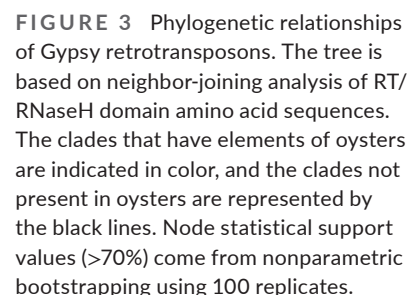 FIGURE 3 Phylogenetic relationships
of Gypsy retrotransposons. The tree is
based on neighbor-joining analysis of RT/
RNaseH domain amino acid sequences.
The clades that have elements of oysters
are indicated in color, and the clades not
present in oysters are represented by
the black lines. Node statistical support
values (>70%) come from nonparametric
bootstrapping using 100 replicates.